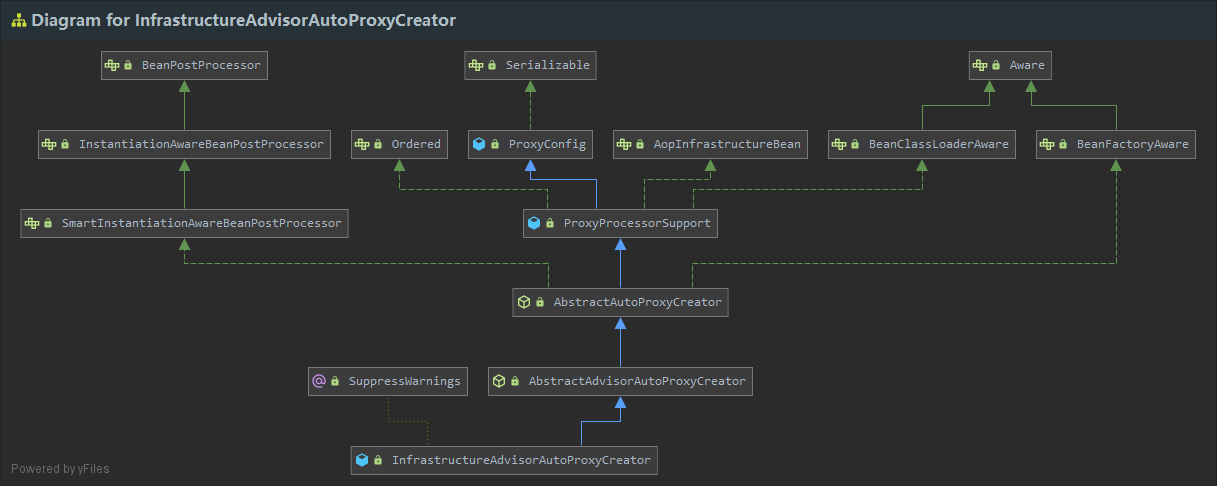 Diagram for InfrastructureAdvisorAutoProxyCreator
BeanPostProcessor
Serializable
Aware
InstantiationAwareBeanPostProcessor
Ordered
ProxyConfig
AopInfrastructureBean
BeanClassLoaderAware
BeanFactoryAware
SmartInstantiationAwareBeanPostProcessor
ProxyProcessorSupport
AbstractAutoProxyCreator
SuppressWarnings
AbstractAdvisorAutoProxyCreator
InfrastructureAdvisorAutoProxyCreator
Powered by yFiles